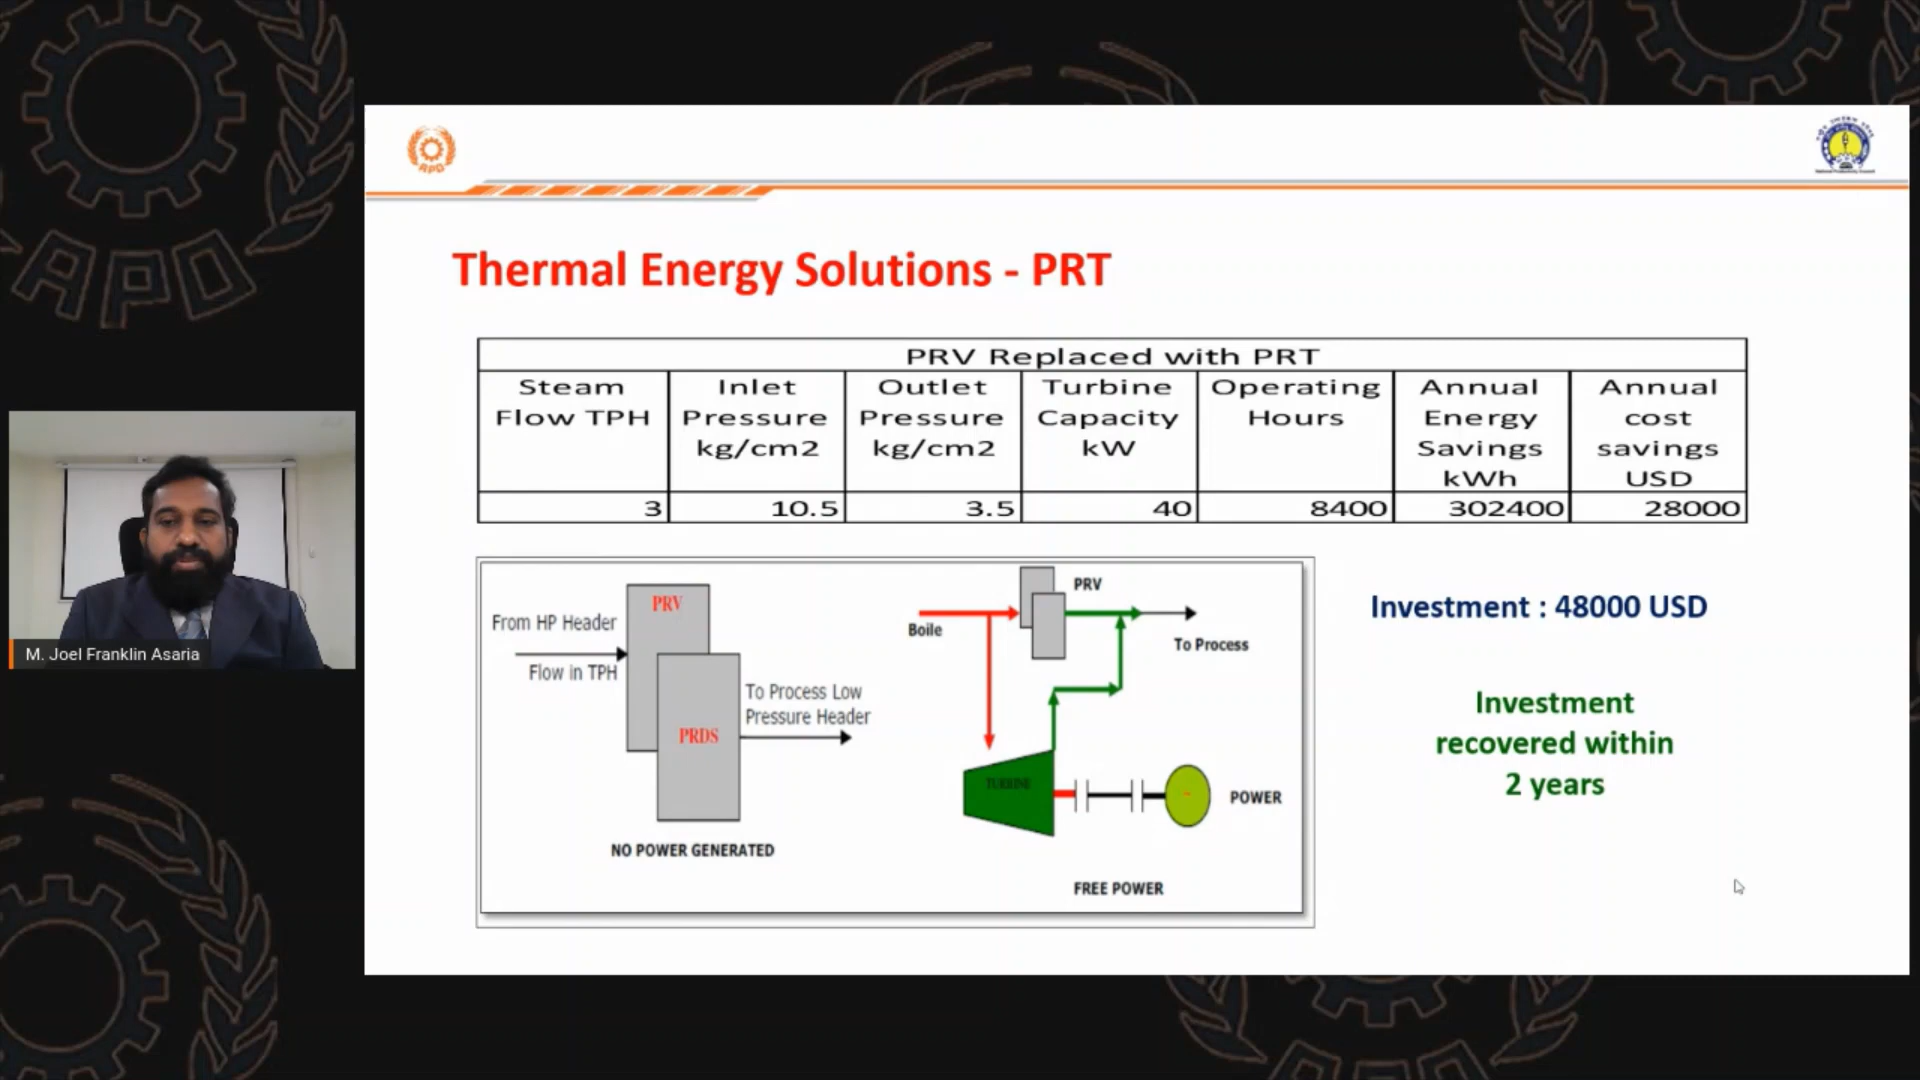 APO
APO
Thermal Energy Solutions - PRT
PRV Replaced with PRT
Steam Flow TPH
Inlet Pressure kg/cm2
Outlet Pressure kg/cm2
Turbine Capacity kW
Operating Hours
Annual Energy Savings kWh
Annual cost savings USD
3 10.5 3.5 40 8400 302400 28000
PRV
From HP Header
Flow in TPH
PRDS
To Process Low
Pressure Header
NO POWER GENERATED
PRV
Boile
To Process
TURBINE
POWER
FREE POWER
Investment : 48000 USD
Investment
recovered within
2 years
M. Joel Franklin Asaria